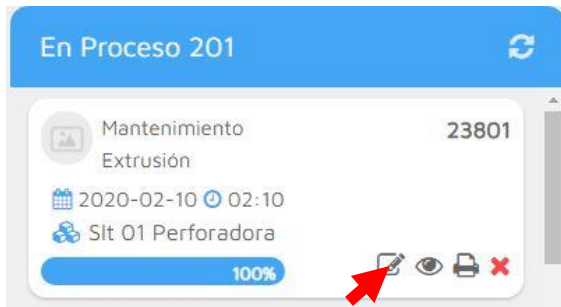 En Proceso 201
Mantenimiento 23801
Extrusión
2020-02-10 02:10
Slt 01 Perforadora
100%